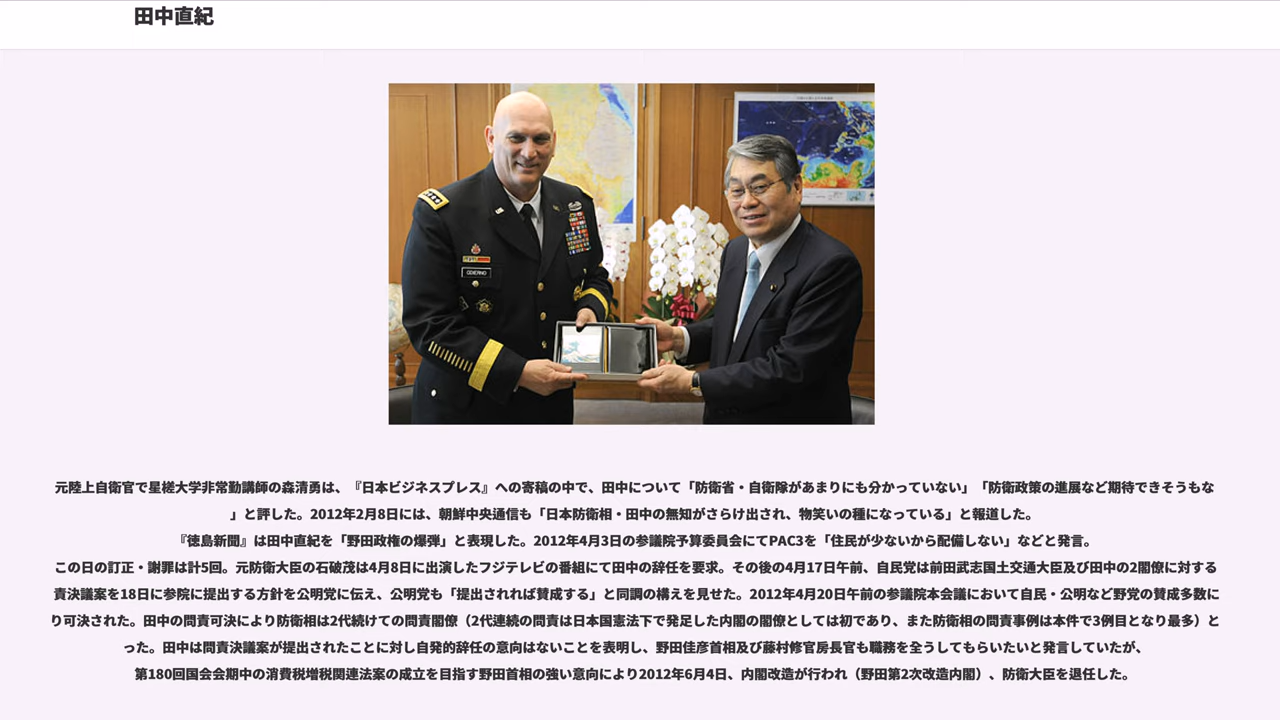 田中直紀
ODIERNO
元陸上自衛官で星槎大学非常勤講師の森清勇は、『日本ビジネスプレス』への寄稿の中で、田中について「防衛省・自衛隊があまりにも分かっていない」「防衛政策の進展など期待できそうもな
」と評した。2012年2月8日には、朝鮮中央通信も「日本防衛相・田中の無知がさらけ出され、物笑いの種になっている」と報道した。
『徳島新聞』は田中直紀を「野田政権の爆弾」と表現した。2012年4月3日の参議院予算委員会にてPAC3を「住民が少ないから配備しない」などと発言。
この日の訂正・謝罪は計5回。元防衛大臣の石破茂は4月8日に出演したフジテレビの番組にて田中の辞任を要求。その後の4月17日午前、自民党は前田武志国土交通大臣及び田中の2閣僚に対する
責決議案を18日に参院に提出する方針を公明党に伝え、公明党も「提出されれば賛成する」と同調の構えを見せた。2012年4月20日午前の参議院本会議において自民・公明など野党の賛成多数に
り可決された。田中の問責可決により防衛相は2代続けての問責閣僚（2代連続の問責は日本国憲法下で発足した内閣の閣僚としては初であり、また防衛相の問責事例は本件で3例目となり最多）と
った。田中は問責決議案が提出されたことに対し自発的辞任の意向はないことを表明し、野田佳彦首相及び藤村修官房長官も職務を全うしてもらいたいと発言していたが、
第180回国会会期中の消費税増税関連法案の成立を目指す野田首相の強い意向により2012年6月4日、内閣改造が行われ（野田第2次改造内閣）、防衛大臣を退任した。